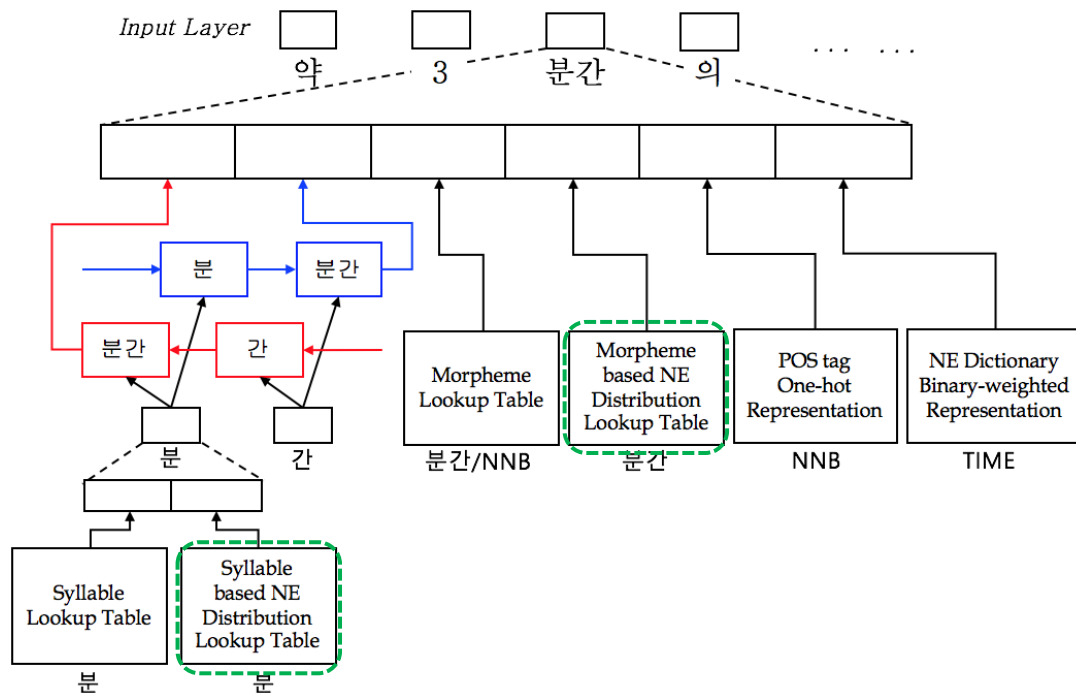 Input Layer
약 3 분간 의 ... ...
분 분간
분간 간
Morpheme
Lookup Table
분간/NNB
Morpheme
based NE
Distribution
Lookup Table
분간
POS tag
One-hot
Representation
NNB
NE Dictionary
Binary-weighted
Representation
TIME
분 간
Syllable
Lookup Table
분
Syllable
based NE
Distribution
Lookup Table
분